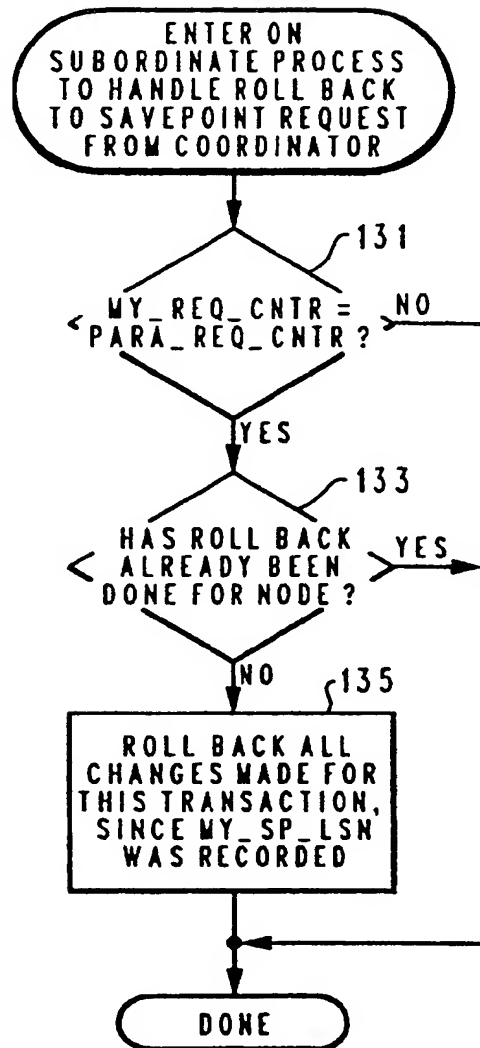 ENTER ON
SUBORDINATE PROCESS
TO HANDLE ROLL BACK
TO SAVEPOINT REQUEST
FROM COORDINATOR
131
MY_REQ_CNTR =
PARA_REQ_CNTR ?
NO
YES
133
HAS ROLL BACK
ALREADY BEEN
DONE FOR NODE ?
YES
NO
135
ROLL BACK ALL
CHANGES MADE FOR
THIS TRANSACTION,
SINCE MY_SP_LSN
WAS RECORDED
DONE